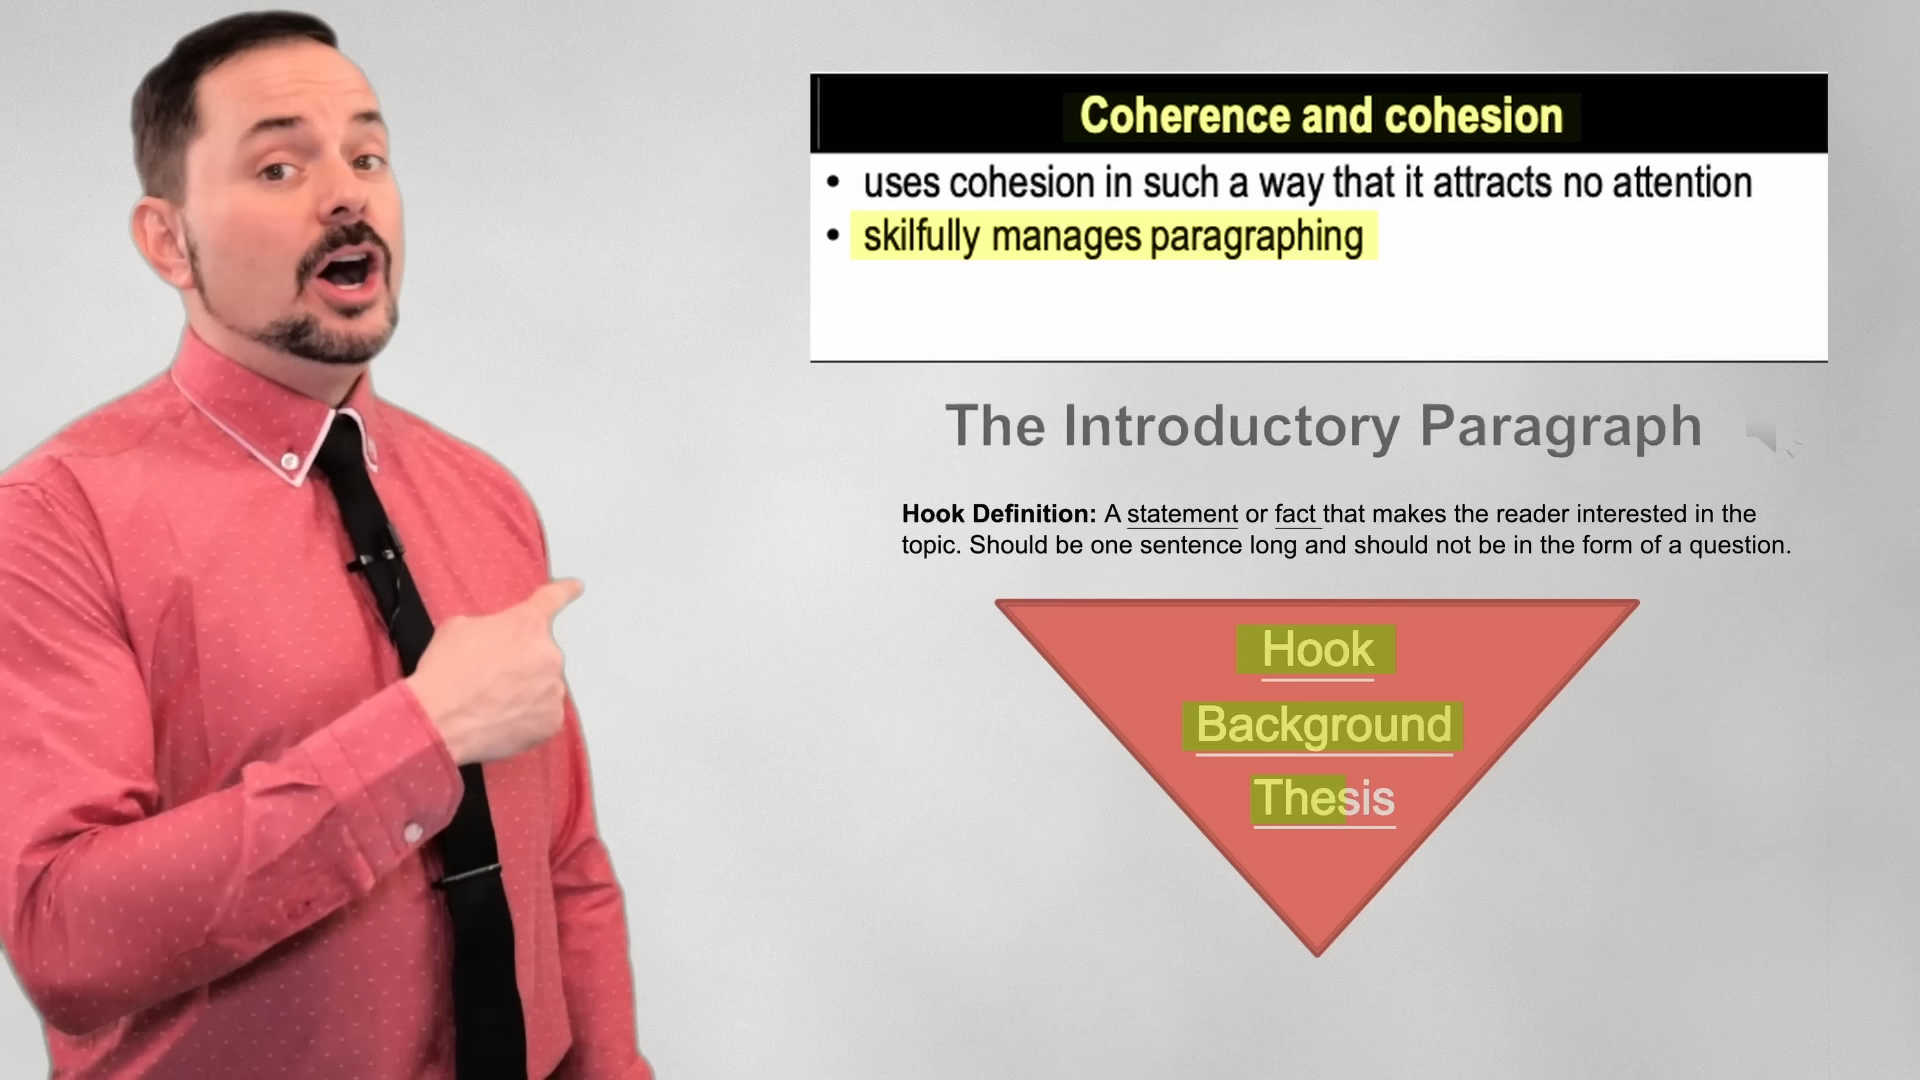 Coherence and cohesion
• uses cohesion in such a way that it attracts no attention
• skilfully manages paragraphing
The Introductory Paragraph
Hook Definition: A statement or fact that makes the reader interested in the
topic. Should be one sentence long and should not be in the form of a question.
Hook
Background
Thesis